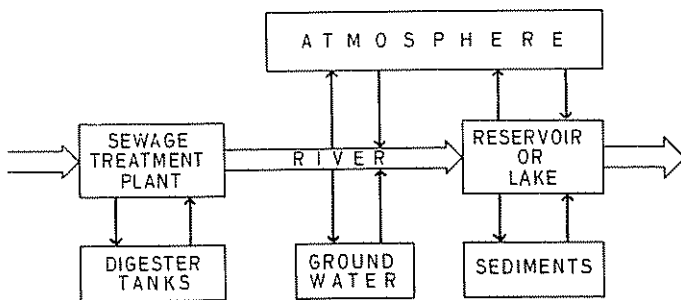 ATMOSPHERE
SEWAGE
TREATMENT
PLANT
RIVER
RESERVOIR
OR
LAKE
DIGESTER
TANKS
GROUND
WATER
SEDIMENTS